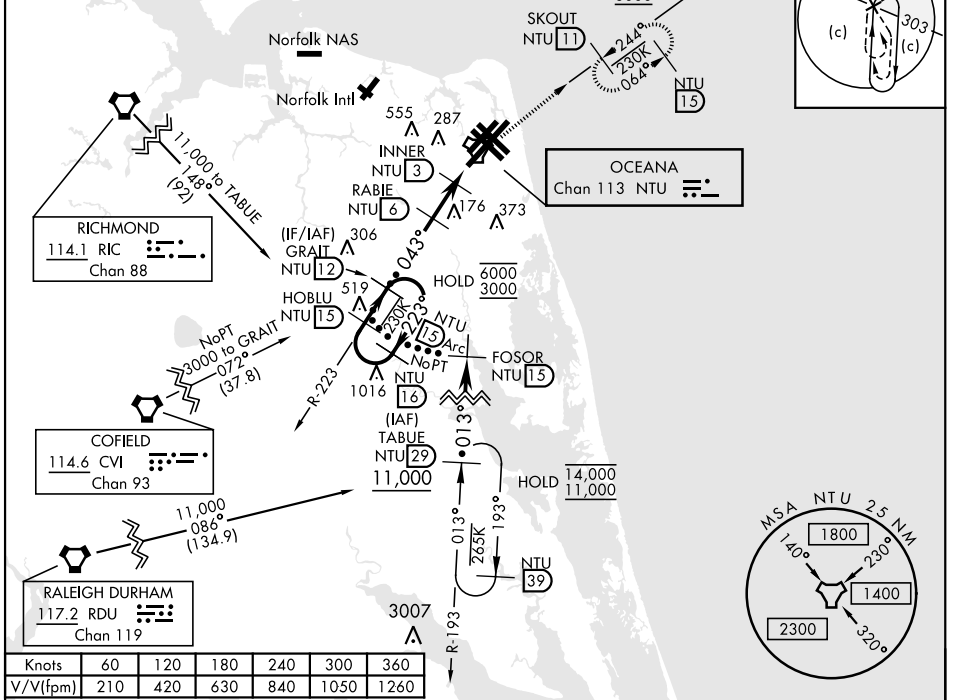 SKOUT
NTU 11
244°
230K
064°
NTU
15
(c)
303
(c)
Norfolk NAS
Norfolk Intl
555
287
INNER
NTU 3
RABIE
NTU 6
176
373
OCEANA
Chan 113 NTU
11,000 to TABUE
148°
(92)
RICHMOND
114.1 RIC
Chan 88
(IF/IAF)
GRAIT
NTU 12
306
043°
HOLD 6000
3000
HOBLU
NTU 15
519
230K
223°
NTU
15 Arc
NoPT
FOSOR
NTU 15
NoPT
3000 to GRAIT
072°
(37.8)
R-223
1016
NTU
16
COFIELD
114.6 CVI
Chan 93
(IAF)
TABUE
NTU 29
11,000
013°
HOLD 14,000
11,000
11,000
086°
(134.9)
013°
265K
193°
NTU
39
RALEIGH DURHAM
117.2 RDU
Chan 119
3007
R-193
MSA NTU 25 NM
1800
140°
230°
1400
2300
320°
Knots 60 120 180 240 300 360
V/V(fpm) 210 420 630 840 1050 1260